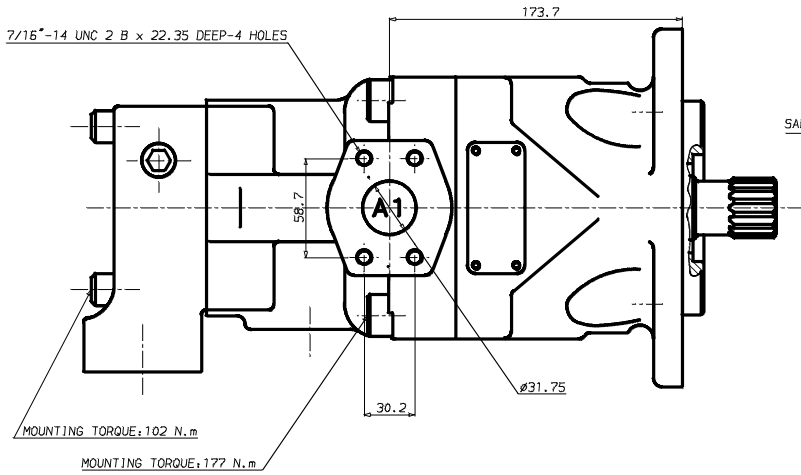 173.7
7/16"-14 UNC 2 B x 22.35 DEEP-4 HOLES
SA
58.7
A1
ø31.75
30.2
MOUNTING TORQUE:102 N.m
MOUNTING TORQUE:177 N.m